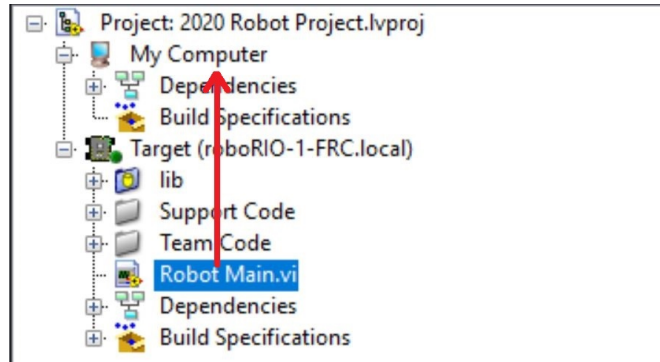 Project: 2020 Robot Project.lvproj
My Computer
Dependencies
Build Specifications
Target (roboRIO-1-FRC.local)
lib
Support Code
Team Code
Robot Main.vi
Dependencies
Build Specifications